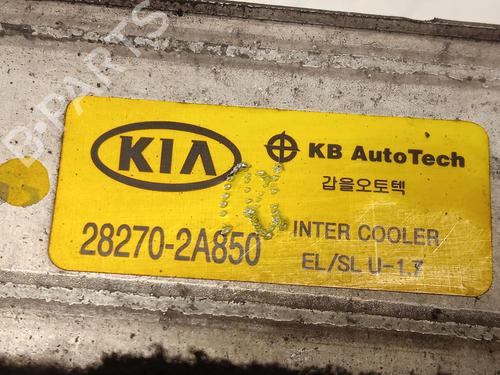 B-PARTS
KIA
KB AutoTech
갑을오토텍
28270-2A850
INTER COOLER
EL/SL U-1.7